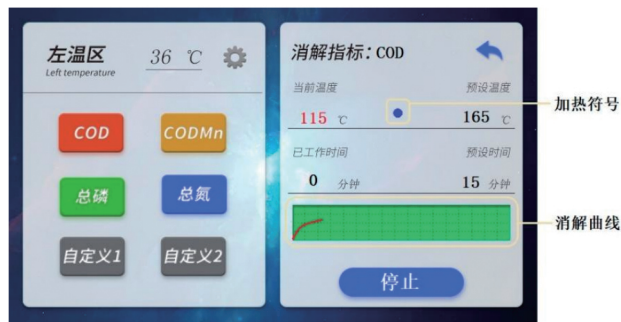 左温区 36 ℃
Left temperature
COD CODMn
总磷 总氮
自定义1 自定义2
消解指标：COD
当前温度 预设温度
115 ℃ 165 ℃
加热符号
已工作时间 预设时间
0 分钟 15 分钟
消解曲线
停止